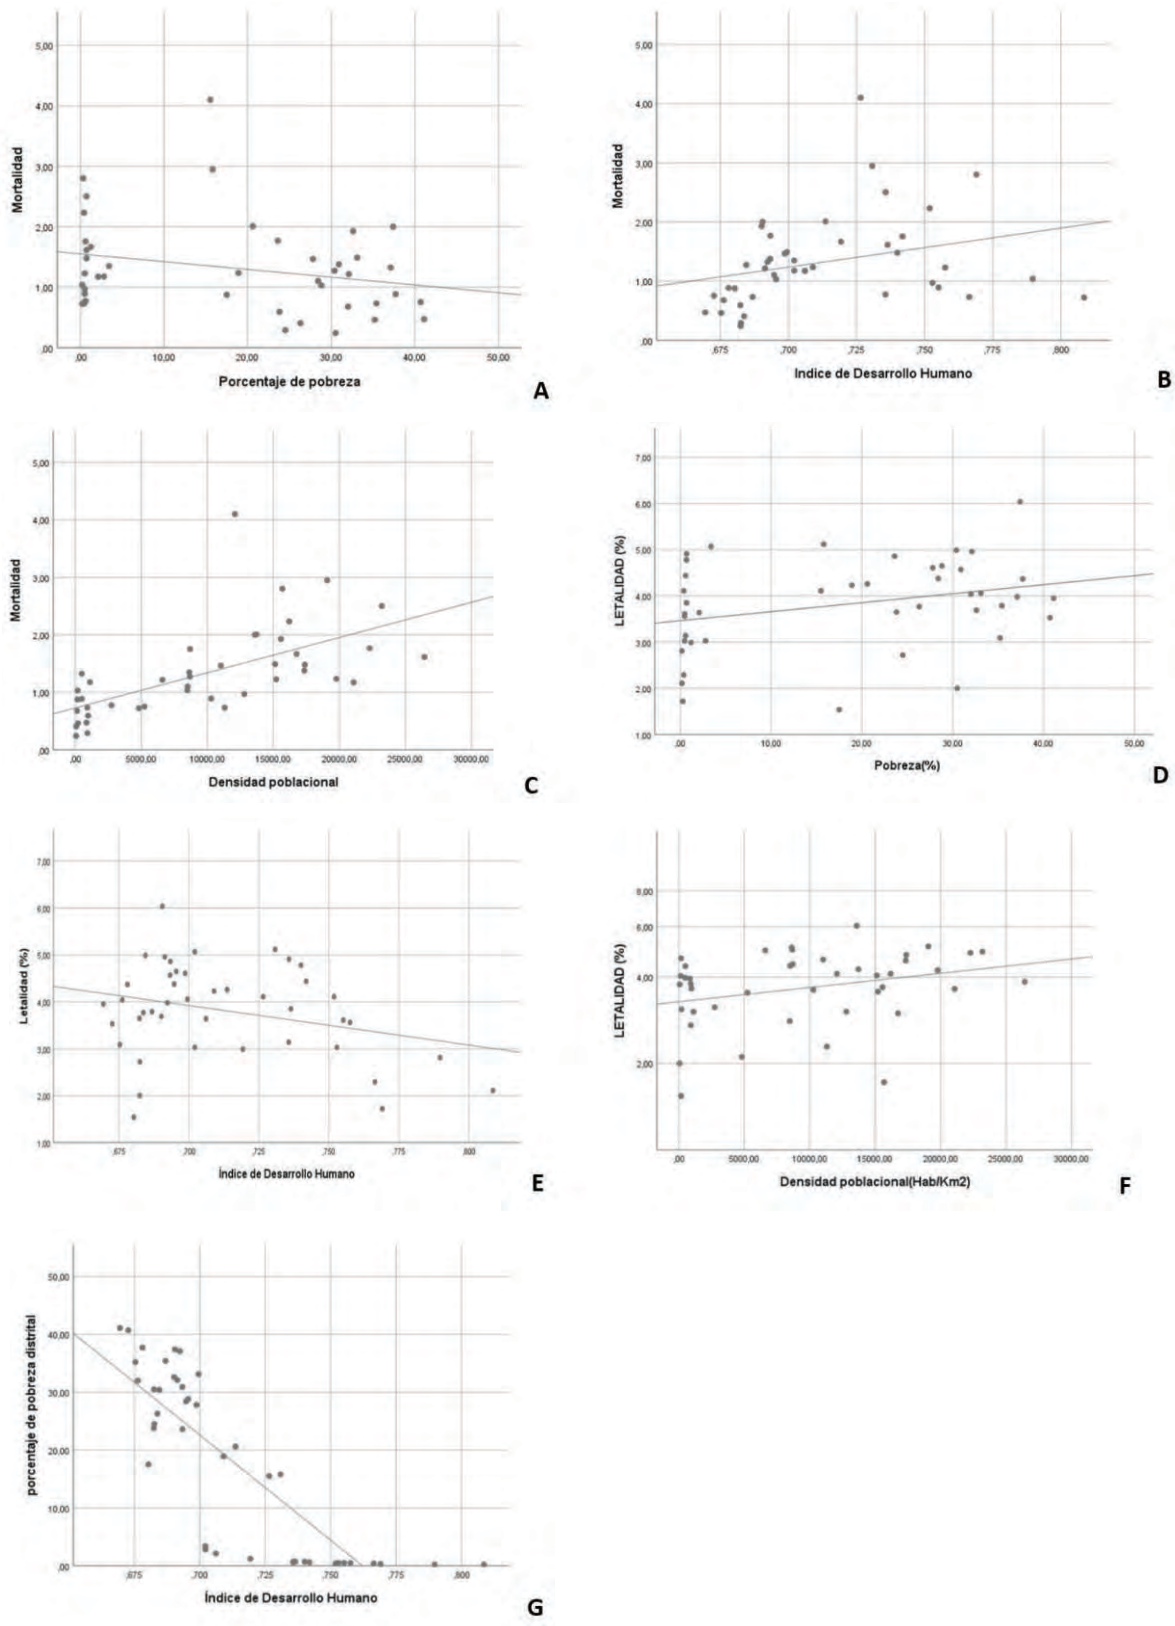 5,00
4,00
3,00
2,00
1,00
,00
Mortalidad
,00 10,00 20,00 30,00 40,00 50,00
Porcentaje de pobreza
A
5,00
4,00
3,00
2,00
1,00
,00
Mortalidad
,675 ,700 ,725 ,750 ,775 ,800
Indice de Desarrollo Humano
B
5,00
4,00
3,00
2,00
1,00
,00
Mortalidad
,00 5000,00 10000,00 15000,00 20000,00 25000,00 30000,00
Densidad poblacional
C
7,00
6,00
5,00
4,00
3,00
2,00
1,00
LETALIDAD (%)
,00 10,00 20,00 30,00 40,00 50,00
Pobreza(%)
D
7,00
6,00
5,00
4,00
3,00
2,00
1,00
Letalidad (%)
,675 ,700 ,725 ,750 ,775 ,800
Índice de Desarrollo Humano
E
8,00
6,00
4,00
2,00
LETALIDAD (%)
,00 5000,00 10000,00 15000,00 20000,00 25000,00 30000,00
Densidad poblacional(Hab/Km2)
F
50,00
40,00
30,00
20,00
10,00
,00
porcentaje de pobreza distrital
,675 ,700 ,725 ,750 ,775 ,800
Índice de Desarrollo Humano
G